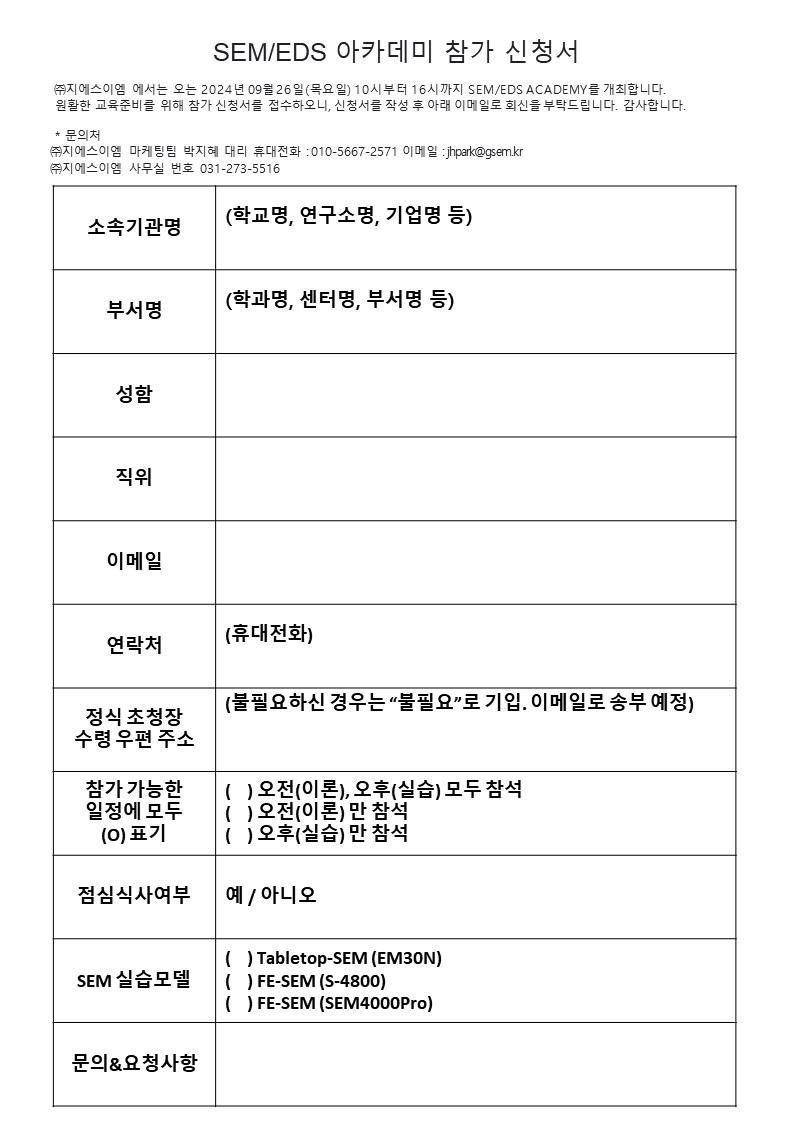 SEM/EDS 아카데미 참가 신청서
㈜지에스이엠 에서는 오는 2024년 09월 26일(목요일) 10시부터 16시까지 SEM/EDS ACADEMY를 개최합니다.
원활한 교육준비를 위해 참가 신청서를 접수하오니, 신청서를 작성 후 아래 이메일로 회신을 부탁드립니다. 감사합니다.
* 문의처
㈜지에스이엠 마케팅팀 박지혜 대리 휴대전화 : 010-5667-2571 이메일 : jhpark@gsem.kr
㈜지에스이엠 사무실 번호 031-273-5516
소속기관명
(학교명, 연구소명, 기업명 등)
부서명
(학과명, 센터명, 부서명 등)
성함
직위
이메일
연락처
(휴대전화)
정식 초청장
수령 우편 주소
(불필요하신 경우는 “불필요”로 기입. 이메일로 송부 예정)
참가 가능한
일정에 모두
(O) 표기
( ) 오전(이론), 오후(실습) 모두 참석
( ) 오전(이론) 만 참석
( ) 오후(실습) 만 참석
점심식사여부
예 / 아니오
SEM 실습모델
( ) Tabletop-SEM (EM30N)
( ) FE-SEM (S-4800)
( ) FE-SEM (SEM4000Pro)
문의&요청사항